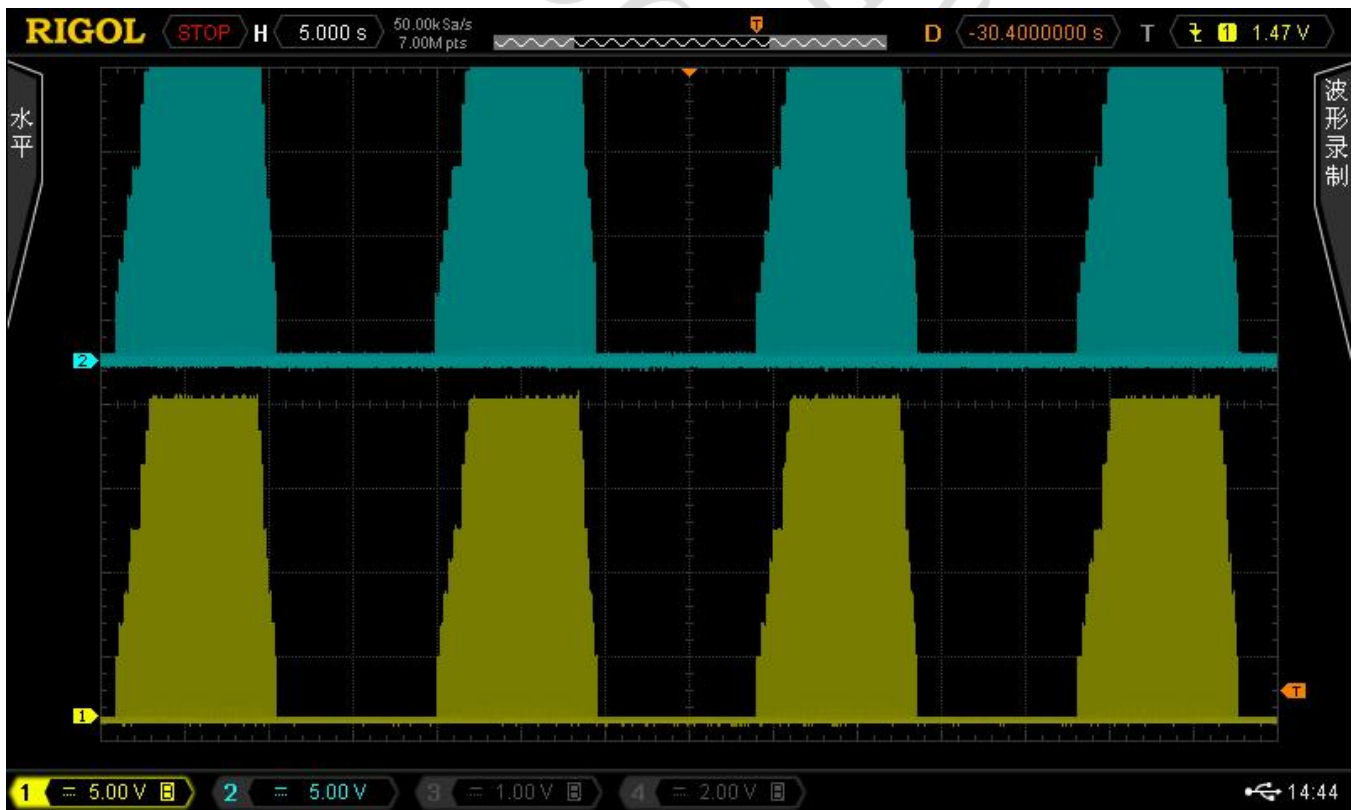 RIGOL STOP H 5.000 s 50.00k Sa/s D -30.4000000 s T 1 1.47 V
7.00M pts
T
水平
波形录制
2
1
T
1 5.00 V B 2 5.00 V 3 1.00 V B 4 2.00 V B 14:44